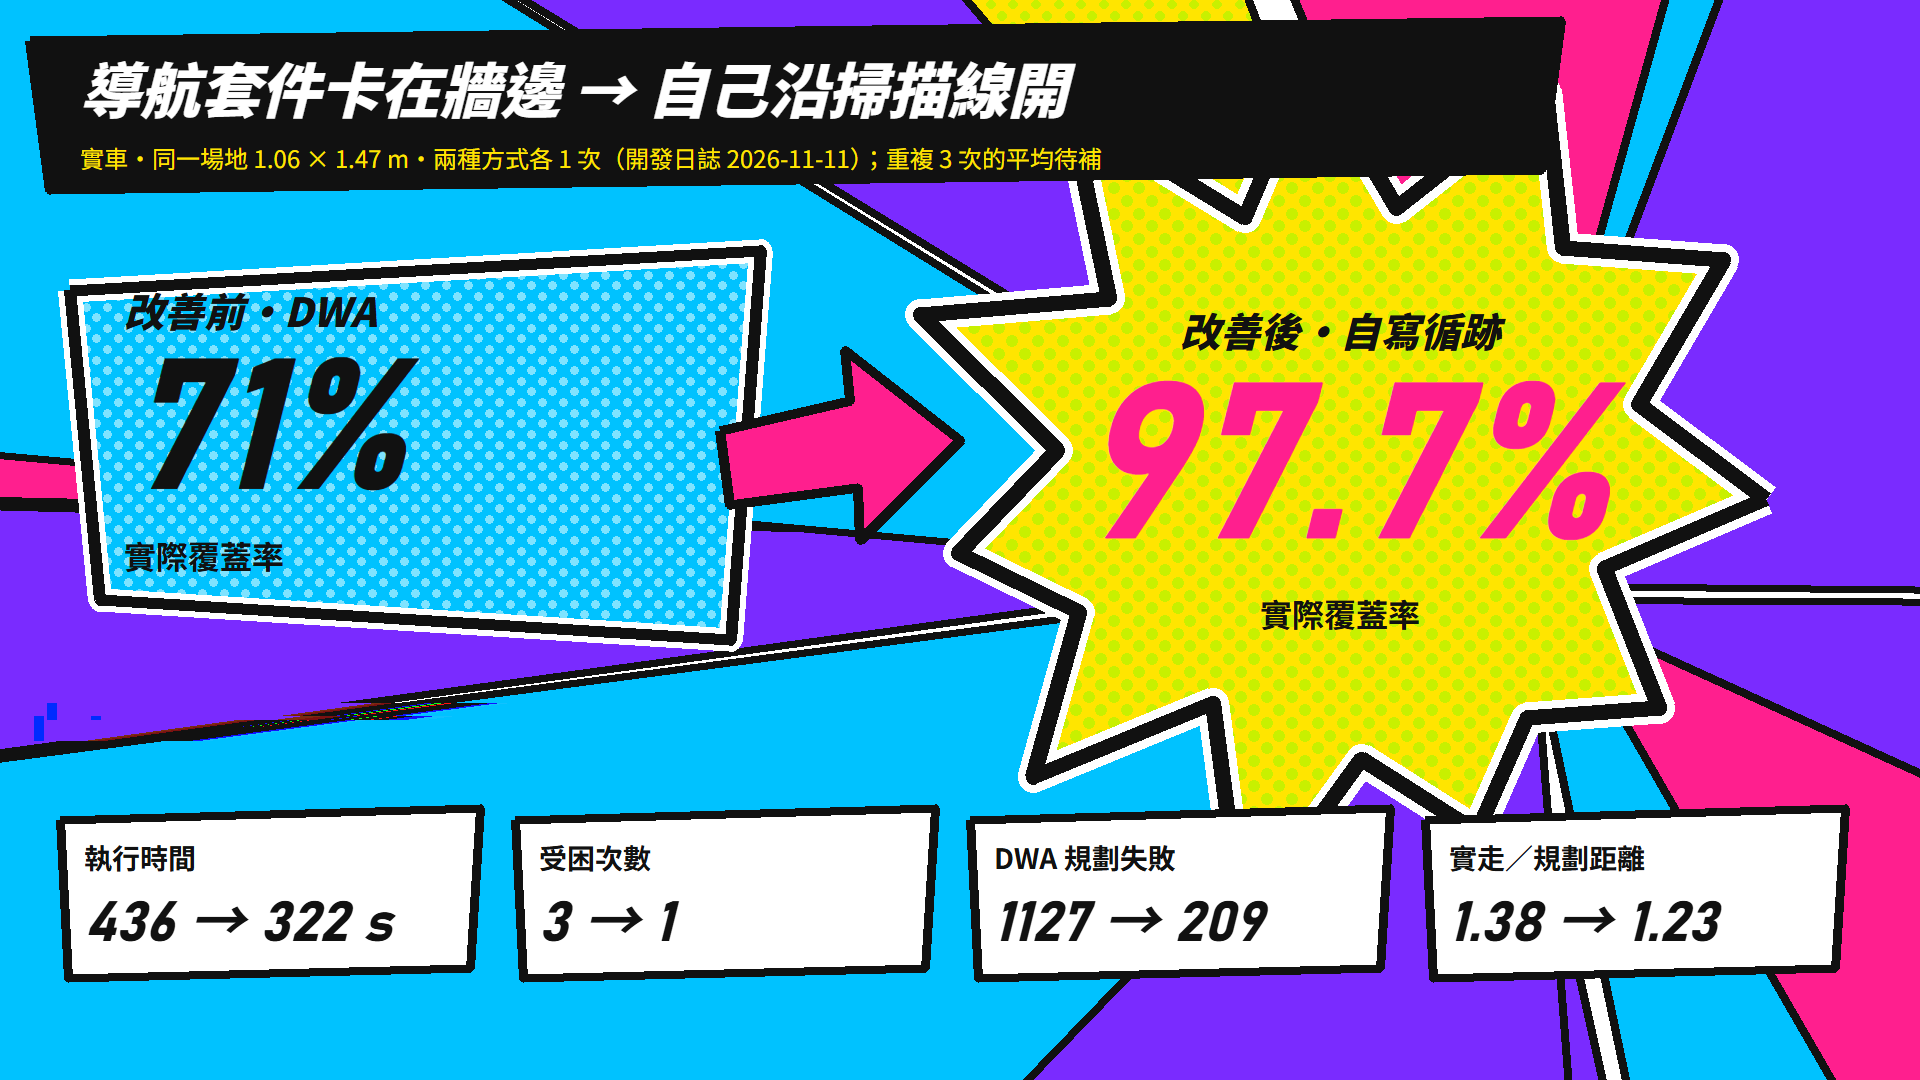 導航套件卡在牆邊 → 自己沿掃描線開
實車・同一場地 1.06 × 1.47 m・兩種方式各 1 次（開發日誌 2026-11-11）；重複 3 次的平均待補
改善前・DWA
71%
實際覆蓋率
改善後・自寫循跡
97.7%
實際覆蓋率
執行時間
436 → 322 s
受困次數
3 → 1
DWA 規劃失敗
1127 → 209
實走／規劃距離
1.38 → 1.23